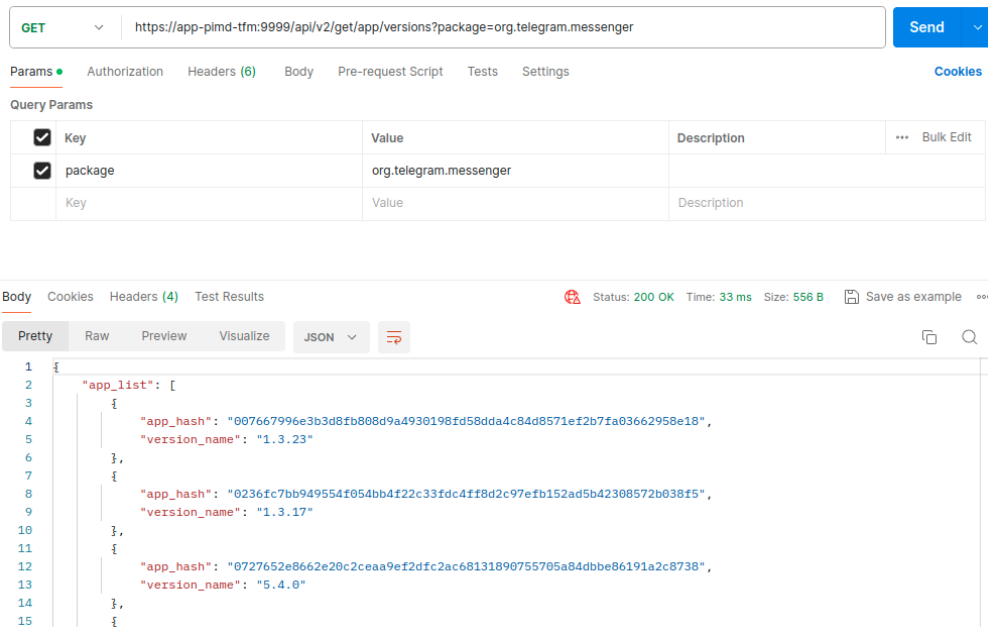 GET https://app-pimd-tfm:9999/api/v2/get/app/versions?package=org.telegram.messenger Send
Params Authorization Headers (6) Body Pre-request Script Tests Settings Cookies
Query Params
Key Value Description ••• Bulk Edit
package org.telegram.messenger
Key Value Description
Body Cookies Headers (4) Test Results Status: 200 OK Time: 33 ms Size: 556 B Save as example
Pretty Raw Preview Visualize JSON
1 {
2 "app_list": [
3 {
4 "app_hash": "007667996e3b3d8fb808d9a4930198fd58dda4c84d8571ef2b7fa03662958e18",
5 "version_name": "1.3.23"
6 },
7 {
8 "app_hash": "0236fc7bb949554f054bb4f22c33fdc4ff8d2c97efb152ad5b42308572b038f5",
9 "version_name": "1.3.17"
10 },
11 {
12 "app_hash": "0727652e8662e20c2ceaa9ef2dfc2ac68131890755705a84dbbe86191a2c8738",
13 "version_name": "5.4.0"
14 },
15 {